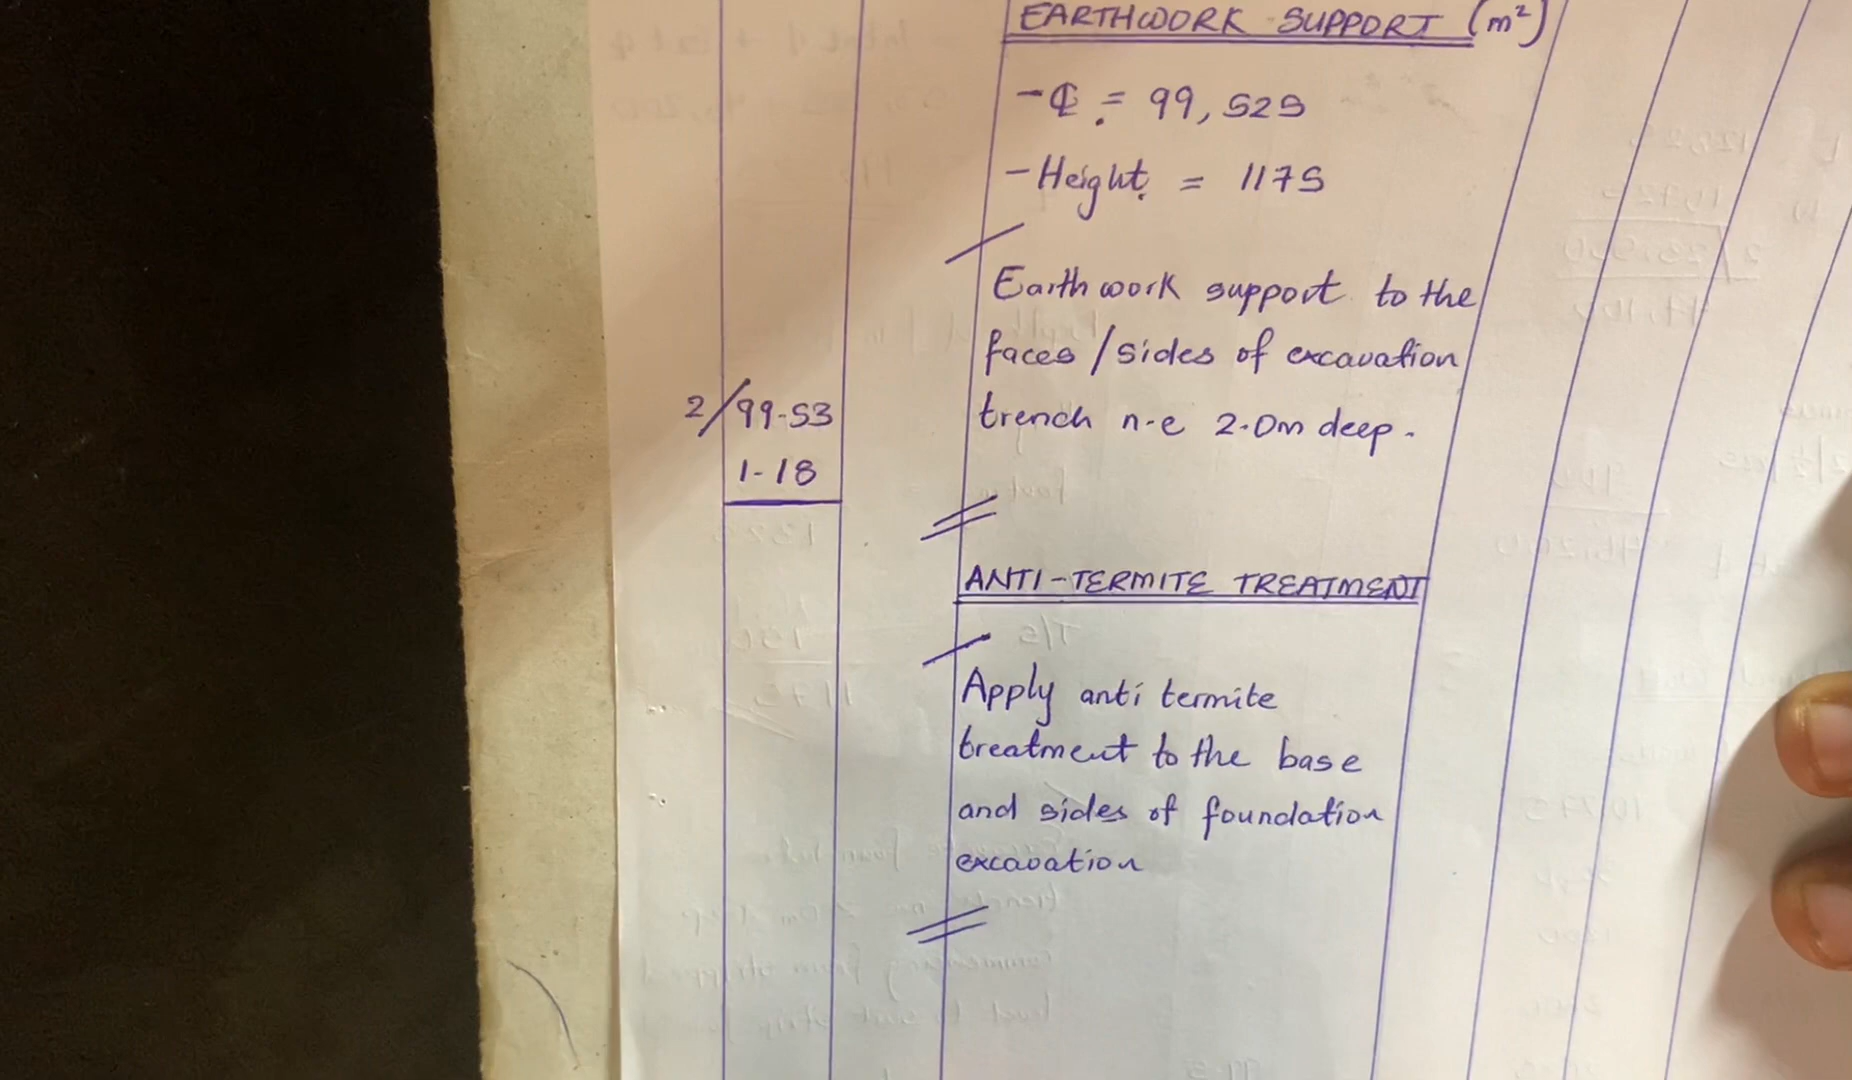 EARTHWORK SUPPORT (m²)
-℄ = 99,525
-Height = 1175
Earthwork support to the
faces/sides of excavation
2/99-53 trench n-e 2.0m deep.
1-18
ANTI-TERMITE TREATMENT
Apply anti termite
treatment to the base
and sides of foundation
excavation